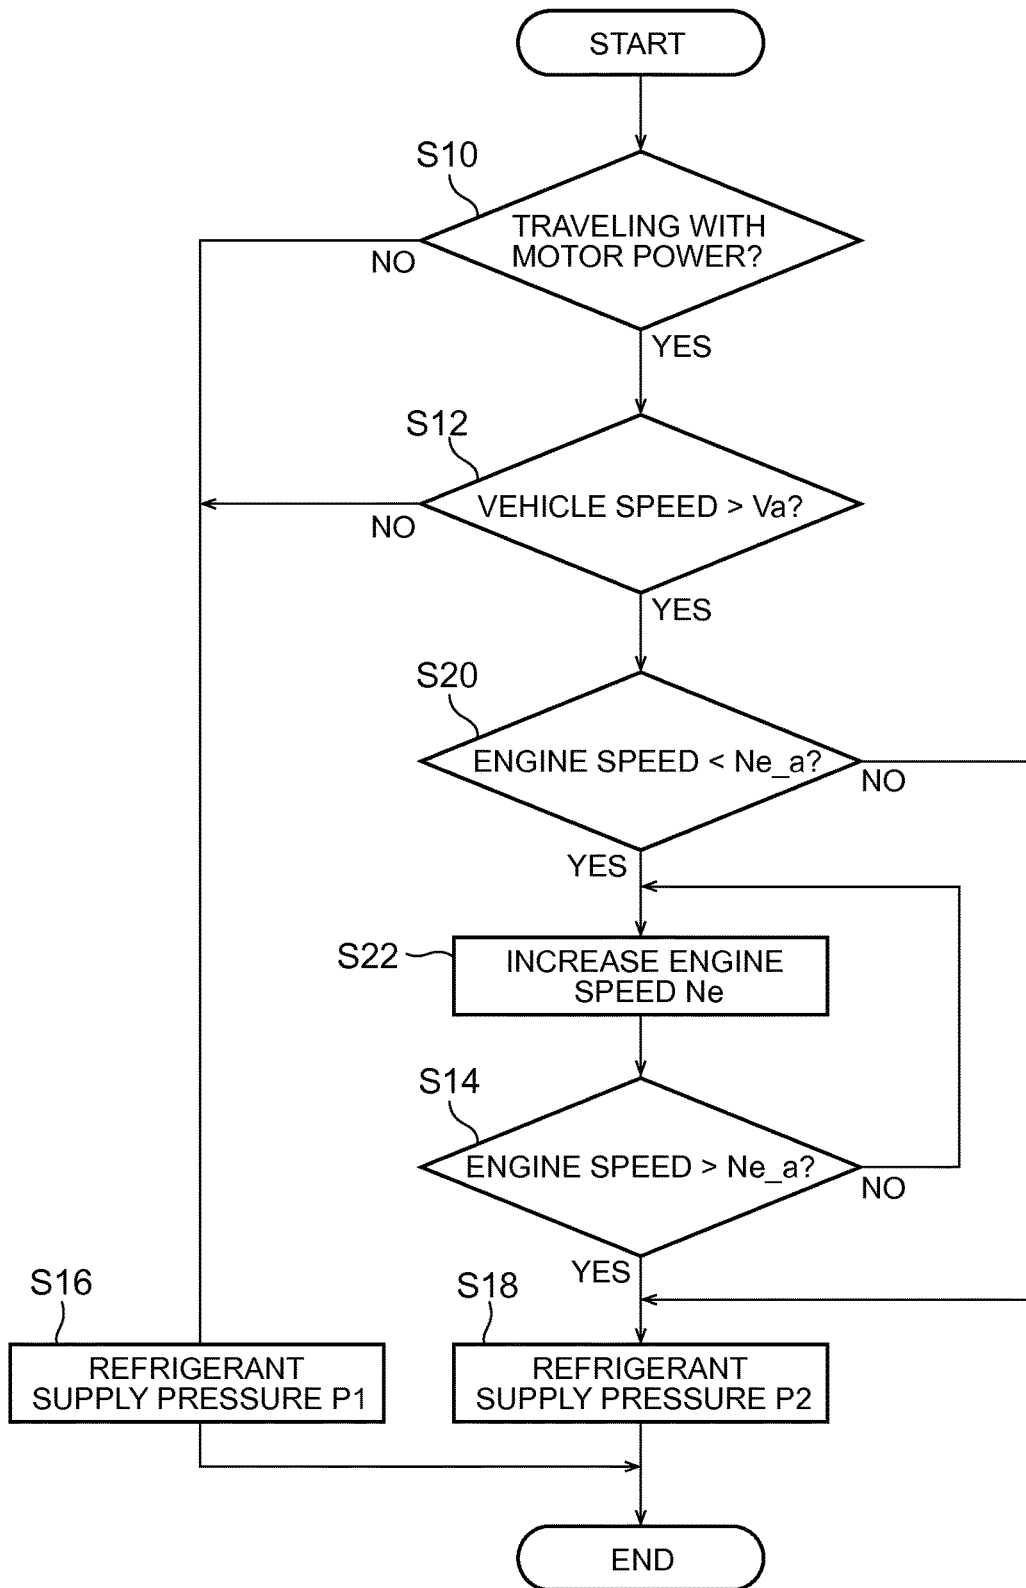 START
S10
TRAVELING WITH
MOTOR POWER?
NO
YES
S12
VEHICLE SPEED > Va?
NO
YES
S20
ENGINE SPEED < Ne_a?
NO
YES
S22
INCREASE ENGINE
SPEED Ne
S14
ENGINE SPEED > Ne_a?
NO
YES
S16
REFRIGERANT
SUPPLY PRESSURE P1
S18
REFRIGERANT
SUPPLY PRESSURE P2
END